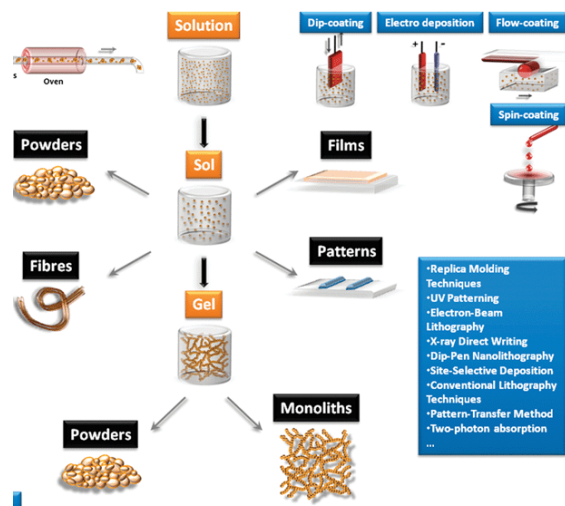 Solution
Dip-coating
Electro deposition
Flow-coating
s
Oven
+
-
Spin-coating
Powders
Sol
Films
Fibres
Patterns
Gel
•Replica Molding
Techniques
•UV Patterning
•Electron-Beam
Lithography
•X-ray Direct Writing
•Dip-Pen Nanolithography
•Site-Selective Deposition
•Conventional Lithography
Techniques
•Pattern-Transfer Method
•Two-photon absorption
...
Powders
Monoliths